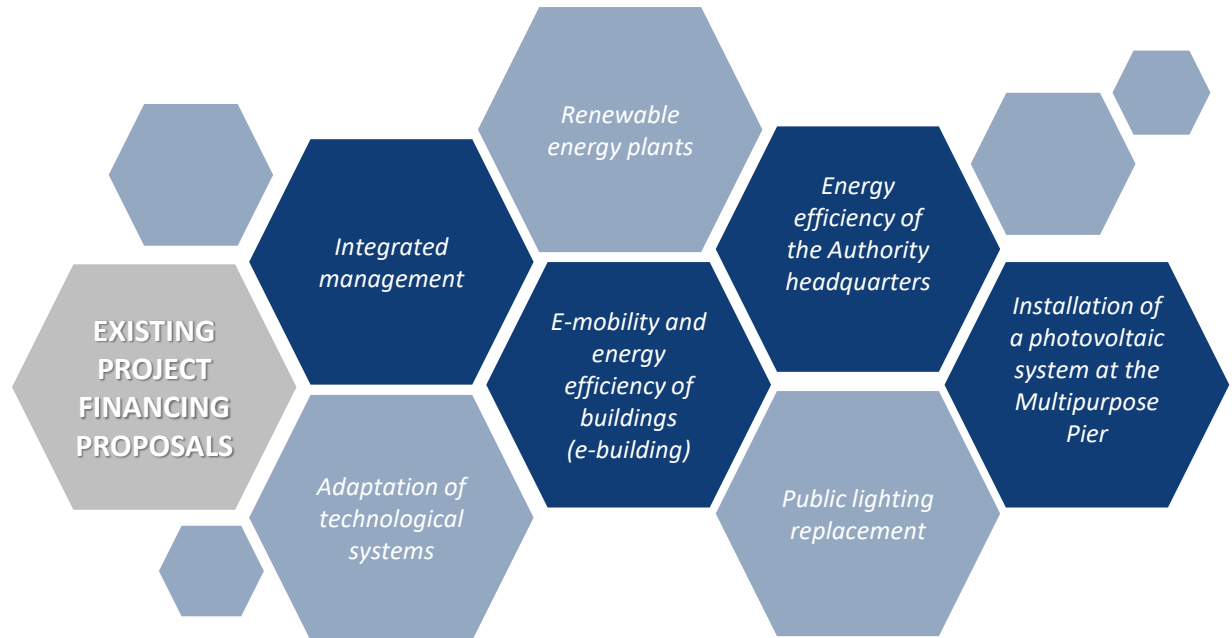 EXISTING
PROJECT
FINANCING
PROPOSALS
Integrated
management
Adaptation of
technological
systems
Renewable
energy plants
E-mobility and
energy
efficiency of
buildings
(e-building)
Energy
efficiency of
the Authority
headquarters
Public lighting
replacement
Installation of
a photovoltaic
system at the
Multipurpose
Pier